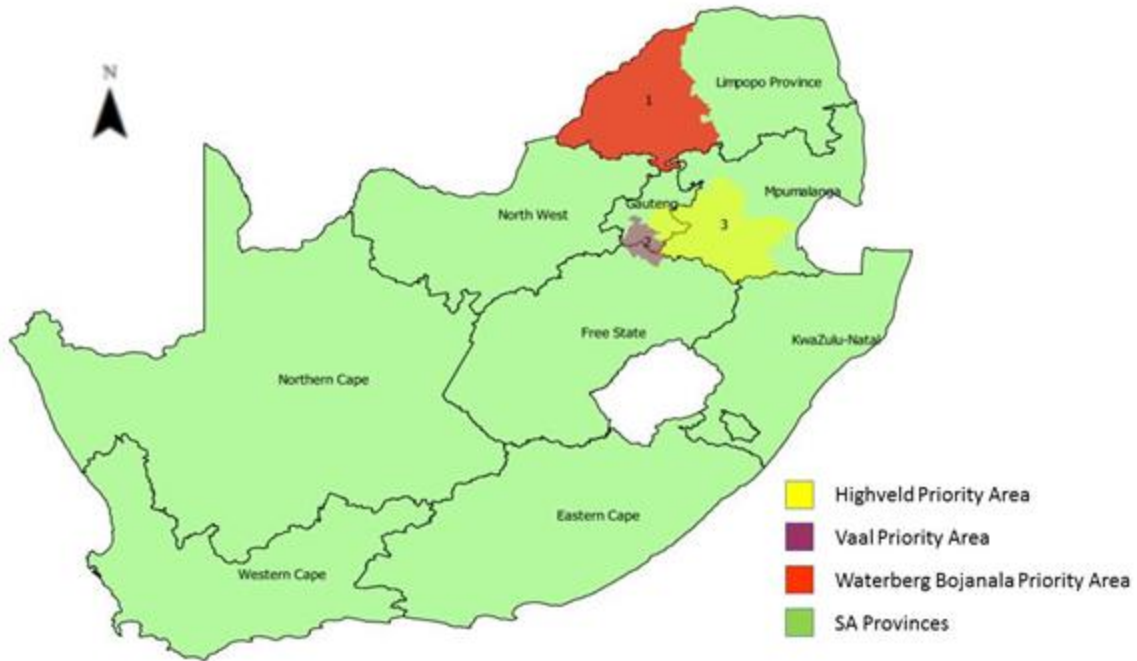 N
Limpopo Province
1
Mpumalanga
Gauteng
North West
3
2
Free State
KwaZulu-Natal
Northern Cape
Eastern Cape
Western Cape
Highveld Priority Area
Vaal Priority Area
Waterberg Bojanala Priority Area
SA Provinces